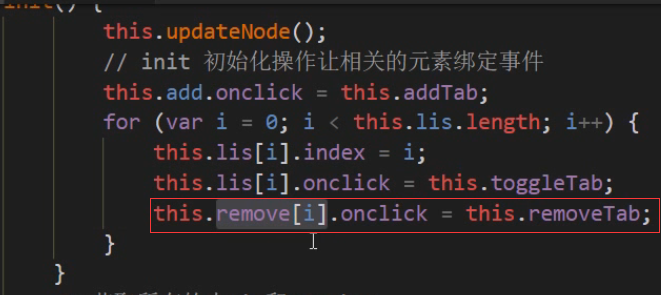 init() {
this.updateNode();
// init 初始化操作让相关的元素绑定事件
this.add.onclick = this.addTab;
for (var i = 0; i < this.lis.length; i++) {
this.lis[i].index = i;
this.lis[i].onclick = this.toggleTab;
this.remove[i].onclick = this.removeTab;
}
}